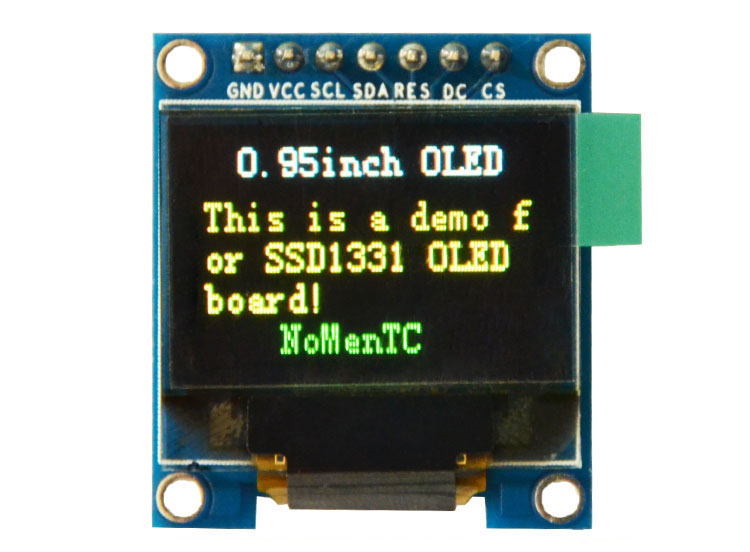 GND VCC SCL SDA RES DC CS
0.95inch OLED
This is a demo f
or SSD1331 OLED
board!
NoMenTC